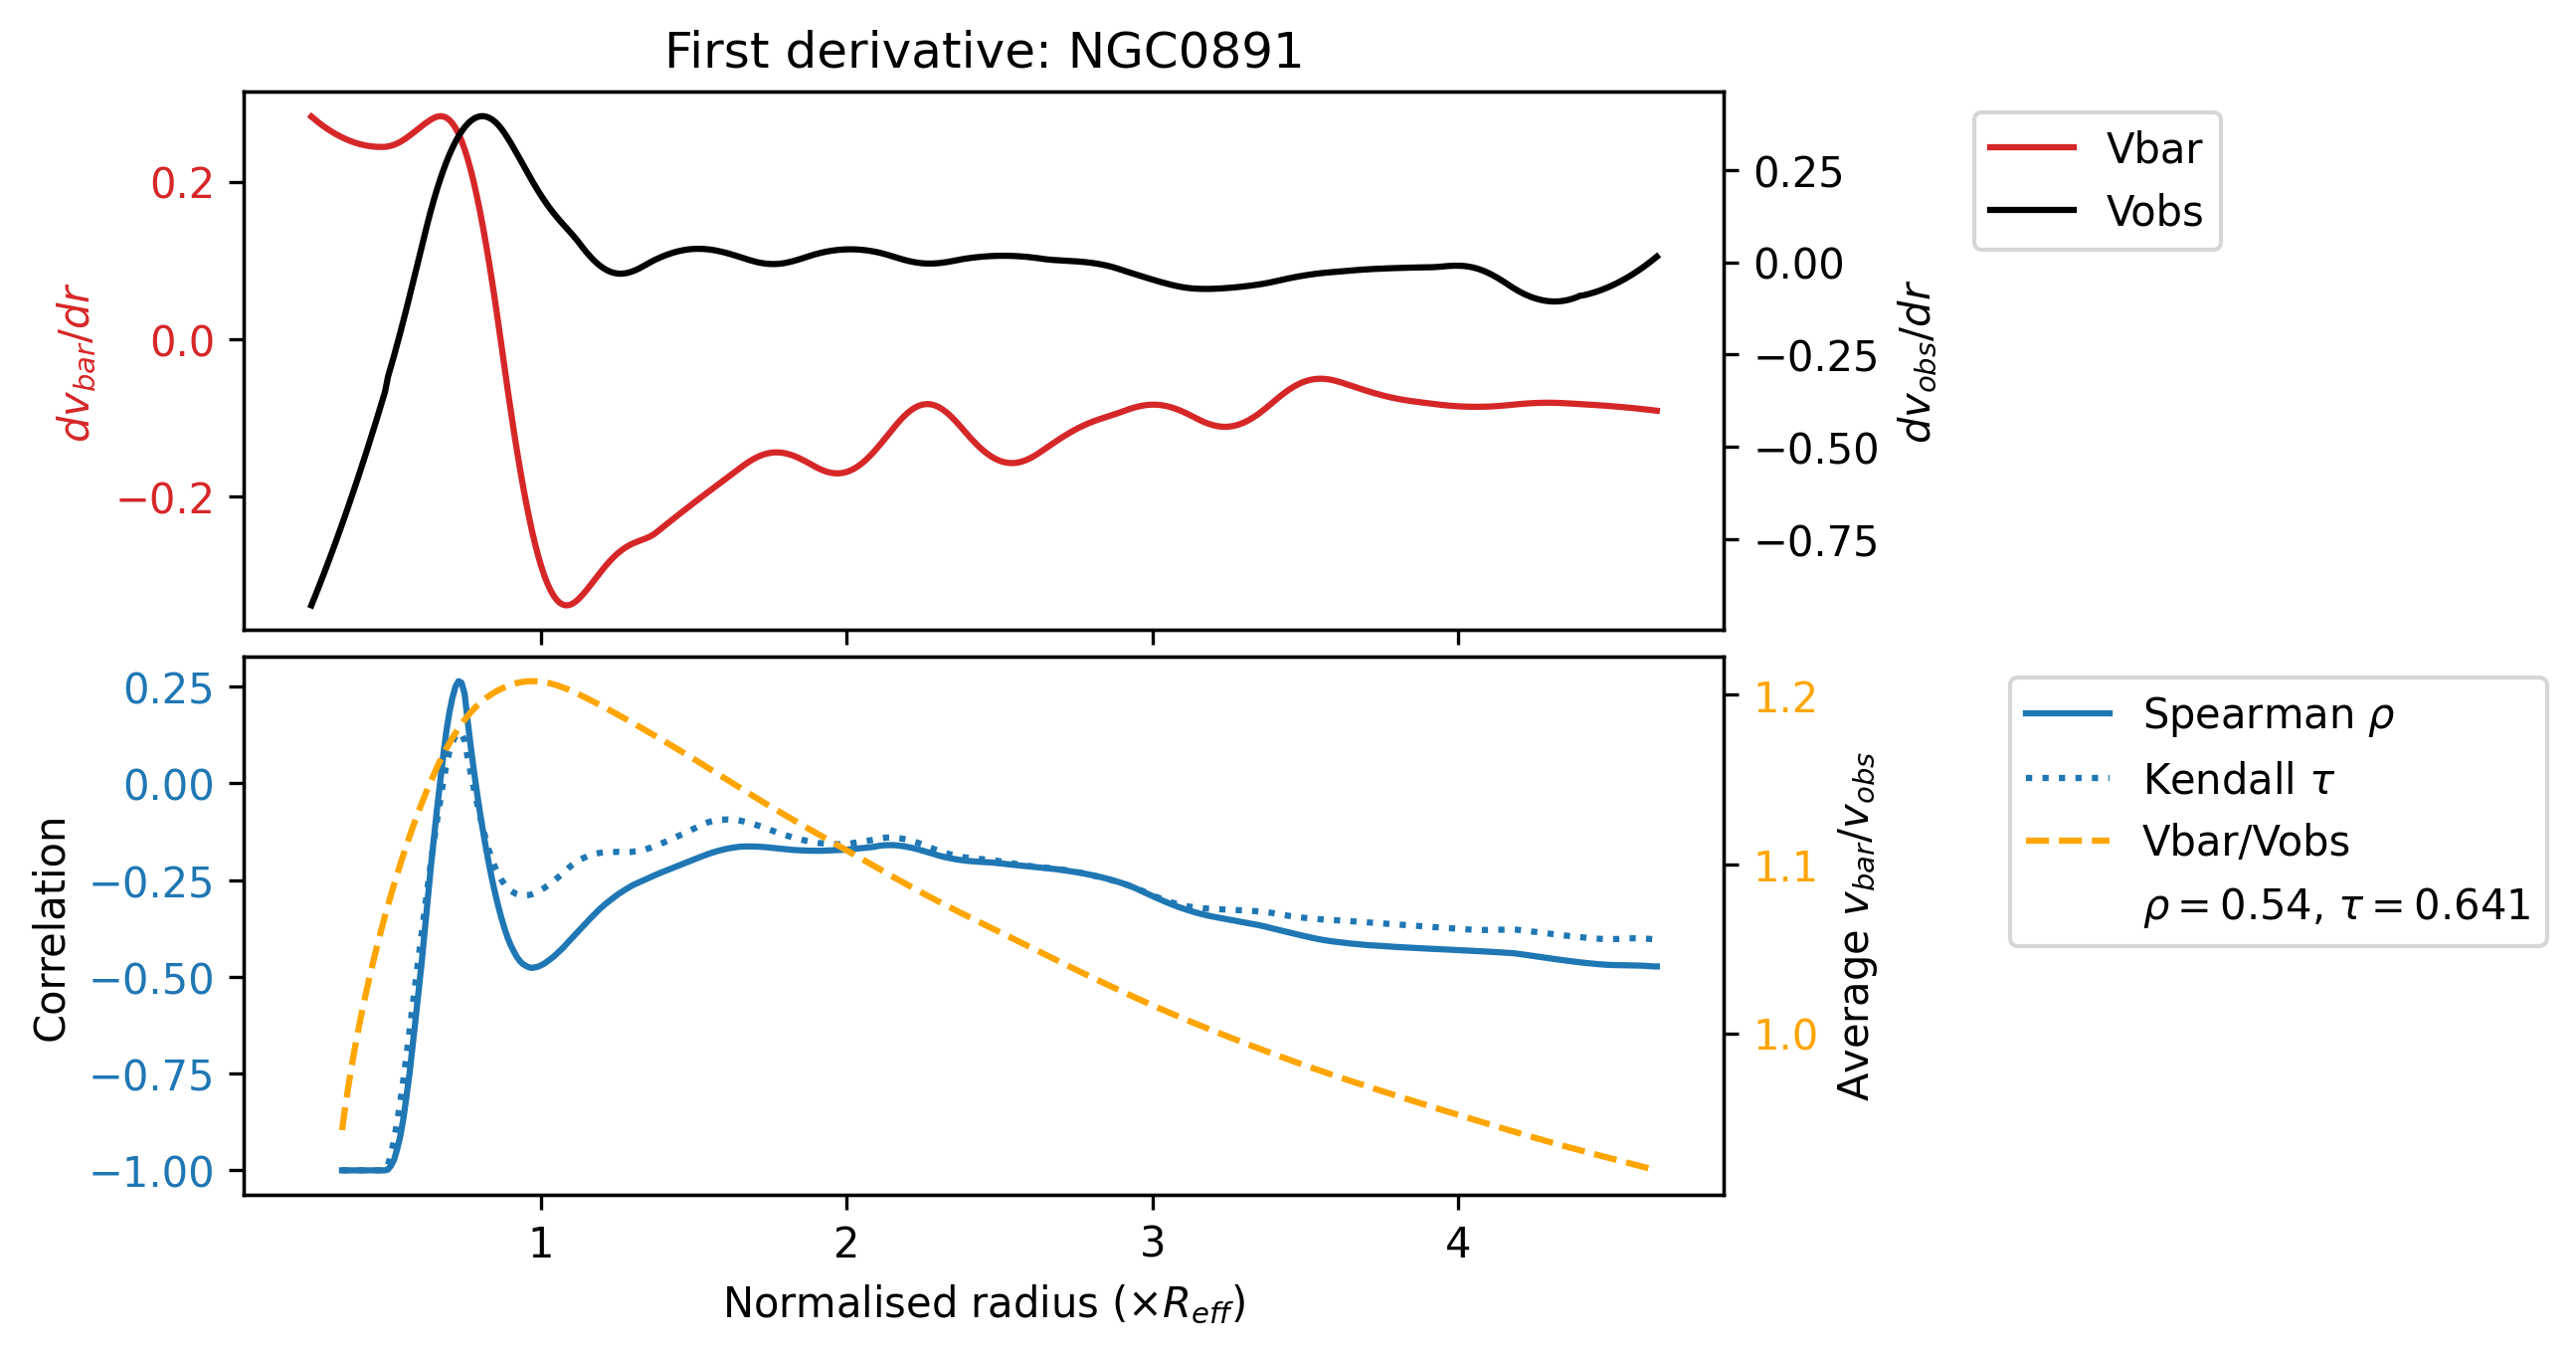 First derivative: NGC0891
0.2
0.0
−0.2
dv_bar/dr
0.25
0.00
−0.25
−0.50
−0.75
dv_obs/dr
Vbar
Vobs
0.25
0.00
−0.25
−0.50
−0.75
−1.00
Correlation
1.2
1.1
1.0
Average v_bar/v_obs
Spearman ρ
Kendall τ
Vbar/Vobs
ρ = 0.54, τ = 0.641
1 2 3 4
Normalised radius (×R_eff)